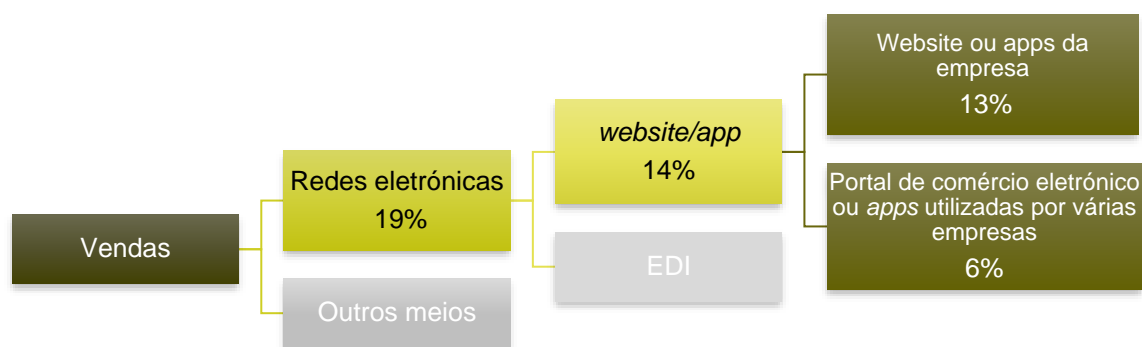 Vendas
Redes eletrónicas
19%
Outros meios
website/app
14%
EDI
Website ou apps da
empresa
13%
Portal de comércio eletrónico
ou apps utilizadas por várias
empresas
6%